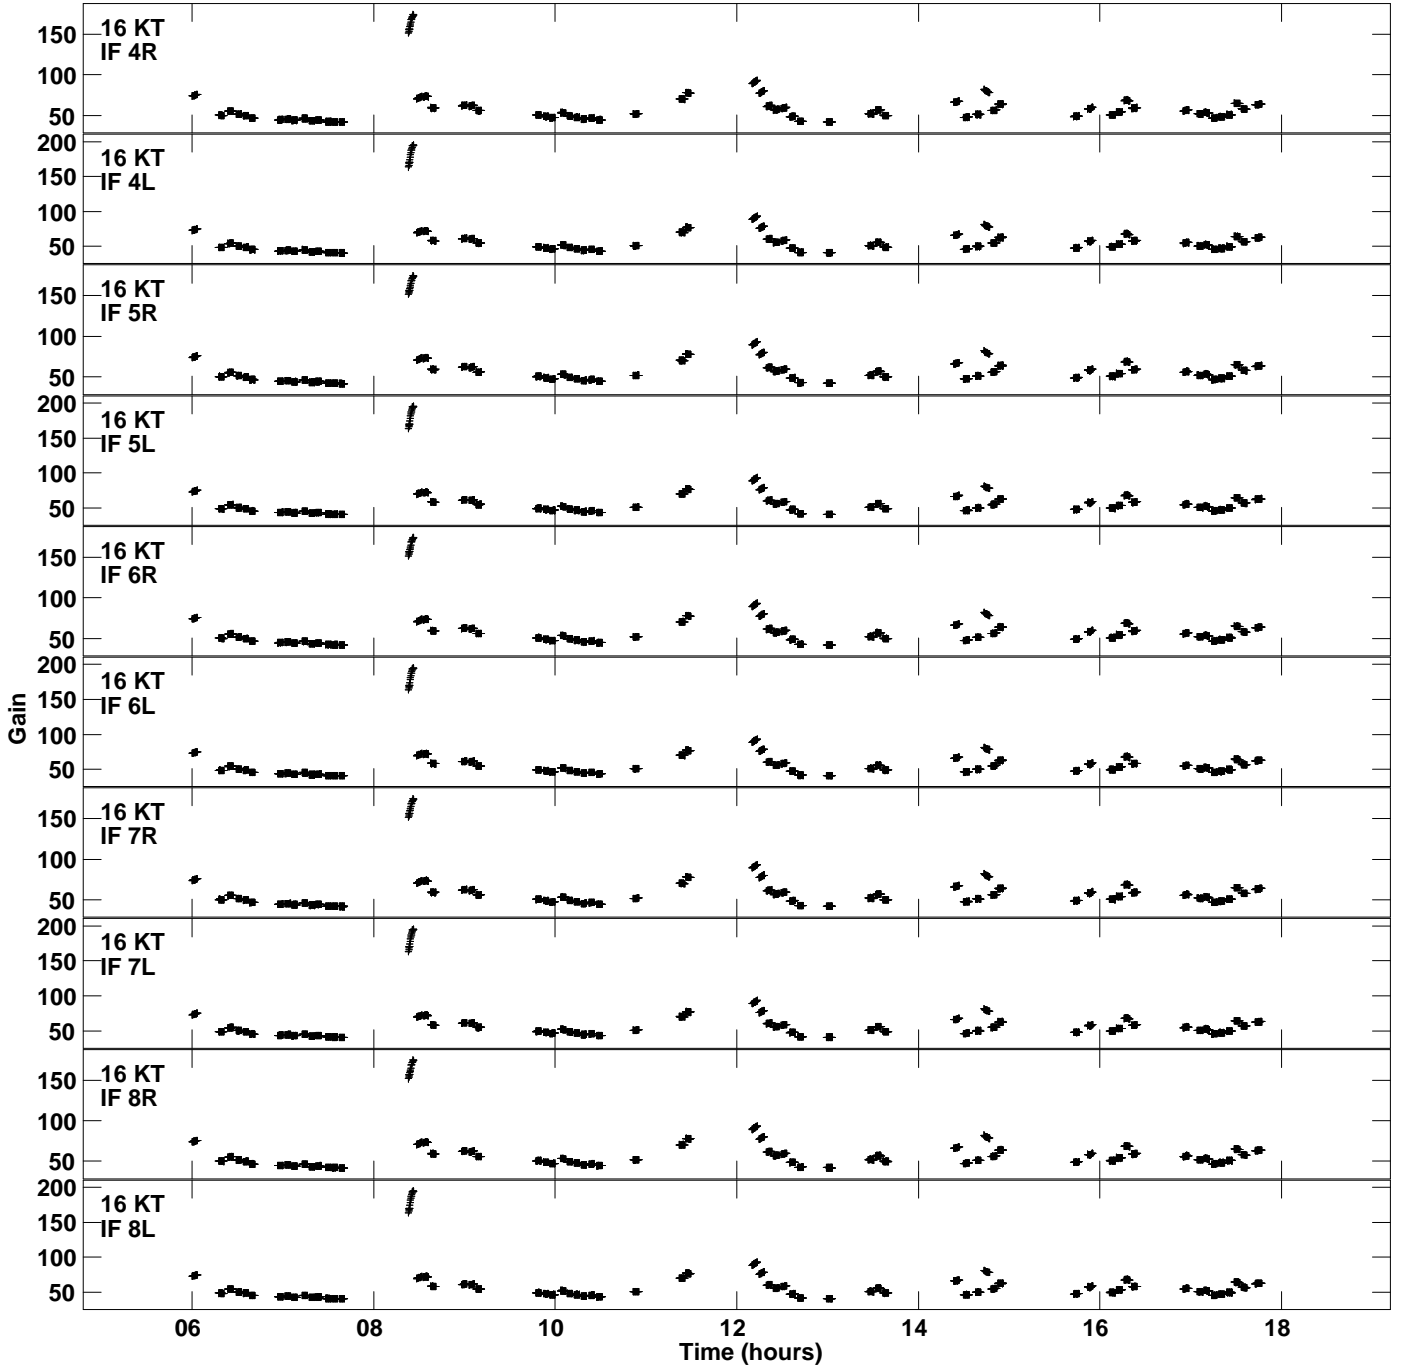 16 KT
IF 4R
150
100
50
16 KT
IF 4L
200
150
100
50
16 KT
IF 5R
150
100
50
16 KT
IF 5L
200
150
100
50
16 KT
IF 6R
150
100
50
16 KT
IF 6L
200
150
100
50
Gain
16 KT
IF 7R
150
100
50
16 KT
IF 7L
200
150
100
50
16 KT
IF 8R
150
100
50
16 KT
IF 8L
200
150
100
50
06 08 10 12 14 16 18
Time (hours)